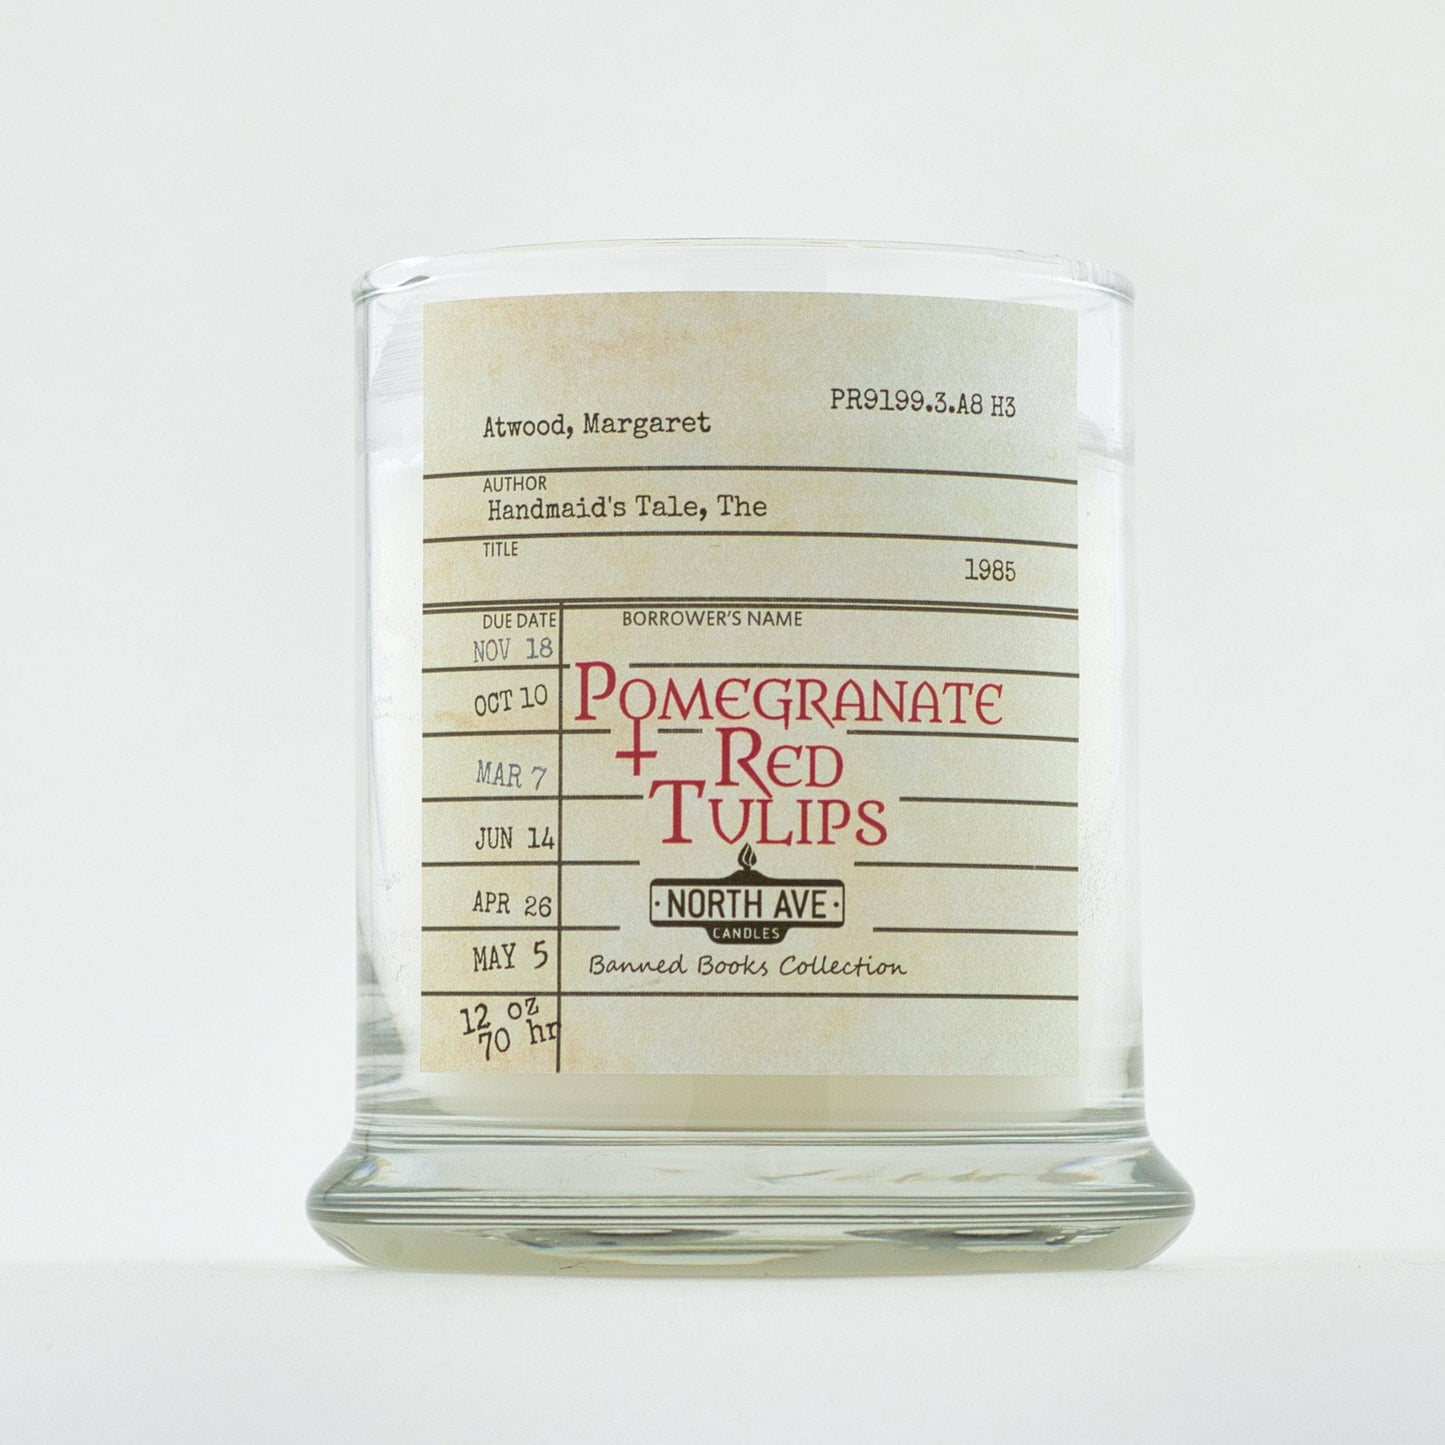 PR9199.3.A8 H3
Atwood, Margaret
AUTHOR
Handmaid's Tale, The
TITLE
1985
DUE DATE BORROWER'S NAME
NOV 18
OCT 10
POMEGRANATE
RED
MAR 7
TULIPS
JUN 14
APR 26
·NORTH AVE·
CANDLES
MAY 5
Banned Books Collection
12 oz
70 hr